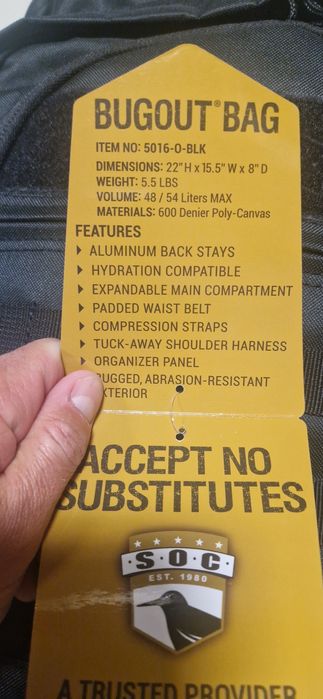 BUGOUT® BAG
ITEM NO: 5016-O-BLK
DIMENSIONS: 22" H x 15.5" W x 8" D
WEIGHT: 5.5 LBS
VOLUME: 48 / 54 Liters MAX
MATERIALS: 600 Denier Poly-Canvas
FEATURES
ALUMINUM BACK STAYS
HYDRATION COMPATIBLE
EXPANDABLE MAIN COMPARTMENT
PADDED WAIST BELT
COMPRESSION STRAPS
TUCK-AWAY SHOULDER HARNESS
ORGANIZER PANEL
RUGGED, ABRASION-RESISTANT
EXTERIOR
ACCEPT NO
SUBSTITUTES
S.O.C
EST. 1980
A TRUSTED PROVIDER